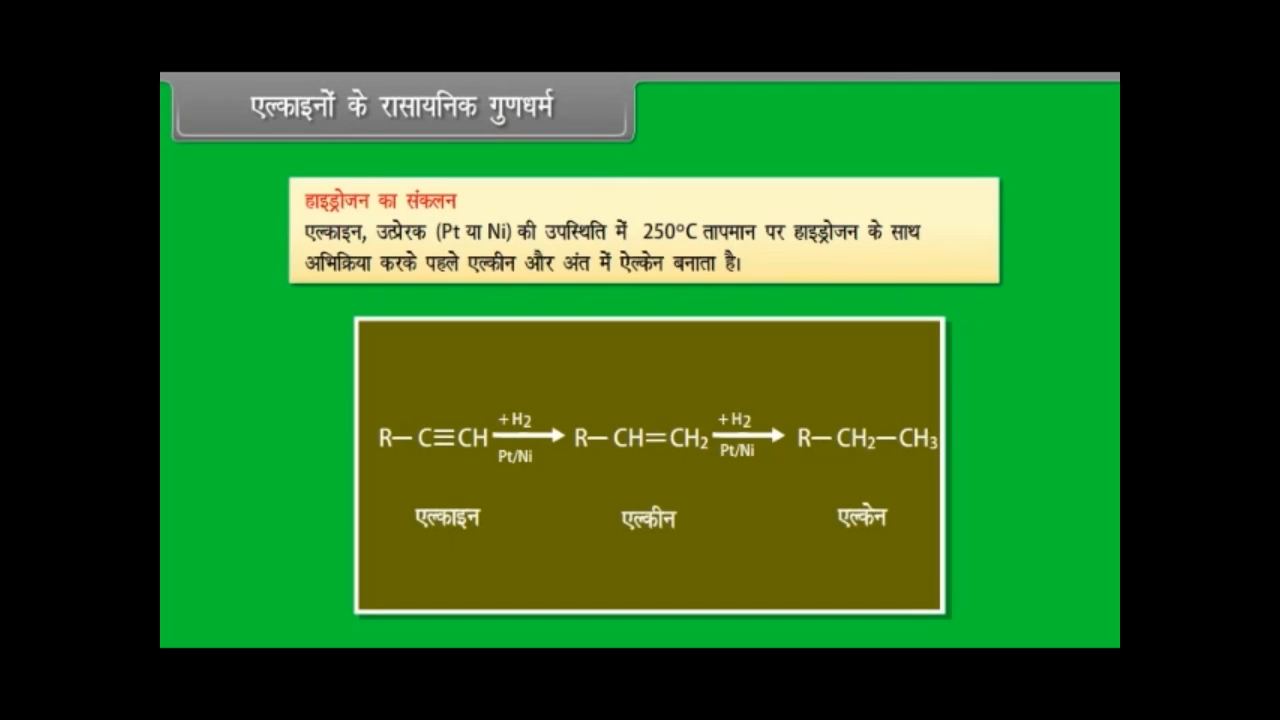 एल्काइनों के रासायनिक गुणधर्म
हाइड्रोजन का संकलन
एल्काइन, उत्प्रेरक (Pt या Ni) की उपस्थिति में 250°C तापमान पर हाइड्रोजन के साथ
अभिक्रिया करके पहले एल्कीन और अंत में ऐल्केन बनाता है।
+H₂ +H₂
R—C≡CH → R—CH=CH₂ → R—CH₂—CH₃
Pt/Ni Pt/Ni
एल्काइन एल्कीन एल्केन